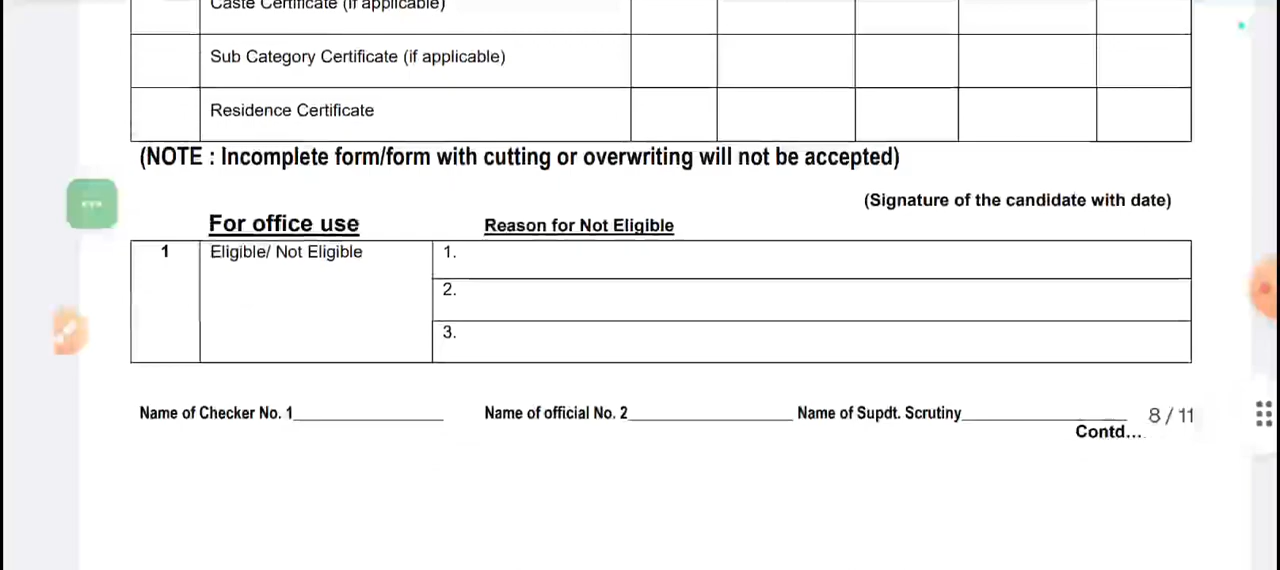 Caste Certificate (if applicable)
Sub Category Certificate (if applicable)
Residence Certificate
(NOTE : Incomplete form/form with cutting or overwriting will not be accepted)
(Signature of the candidate with date)
For office use Reason for Not Eligible
1 Eligible/ Not Eligible 1.
2.
3.
Name of Checker No. 1 Name of official No. 2 Name of Supdt. Scrutiny 8 / 11
Contd...